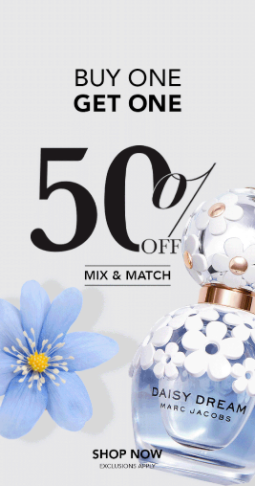 BUY ONE
GET ONE
50%
OFF
MIX & MATCH
DAISY DREAM
MARC JACOBS
SHOP NOW
EXCLUSIONS APPLY